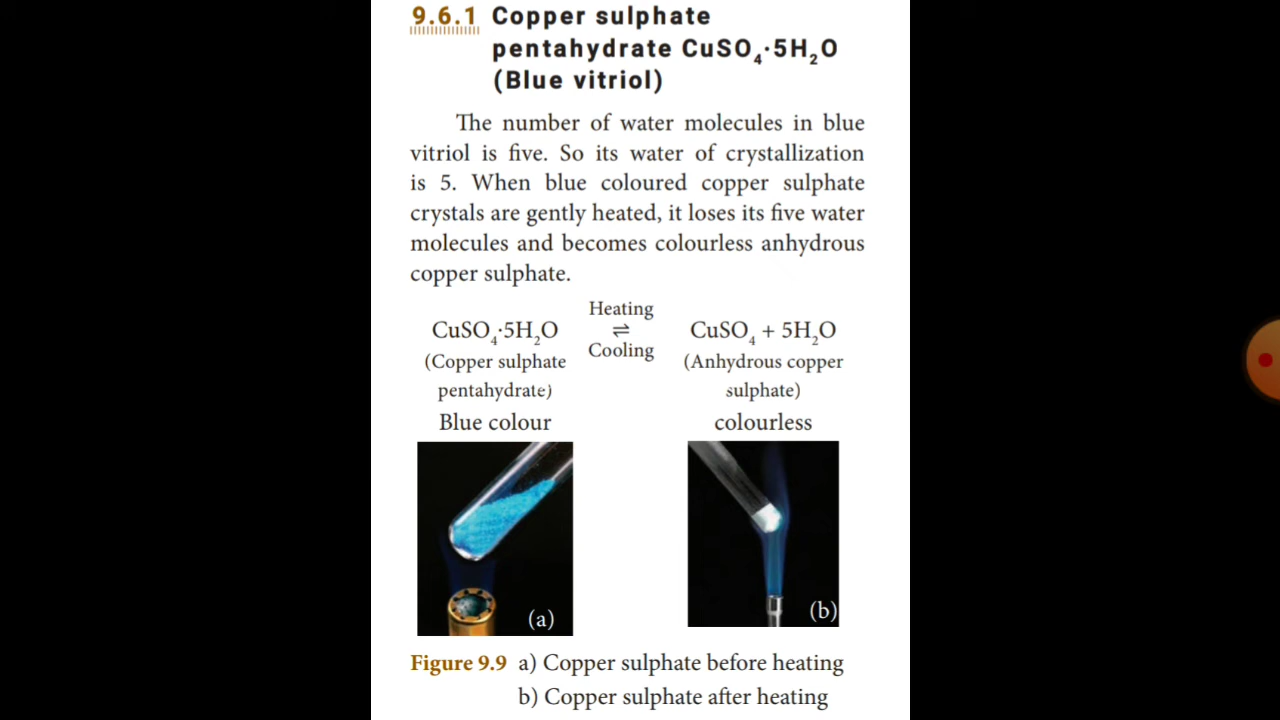 9.6.1 Copper sulphate
pentahydrate CuSO₄·5H₂O
(Blue vitriol)
The number of water molecules in blue
vitriol is five. So its water of crystallization
is 5. When blue coloured copper sulphate
crystals are gently heated, it loses its five water
molecules and becomes colourless anhydrous
copper sulphate.
Heating
CuSO₄·5H₂O ⇌ CuSO₄ + 5H₂O
Cooling
(Copper sulphate (Anhydrous copper
pentahydrate) sulphate)
Blue colour colourless
(a) (b)
Figure 9.9 a) Copper sulphate before heating
b) Copper sulphate after heating